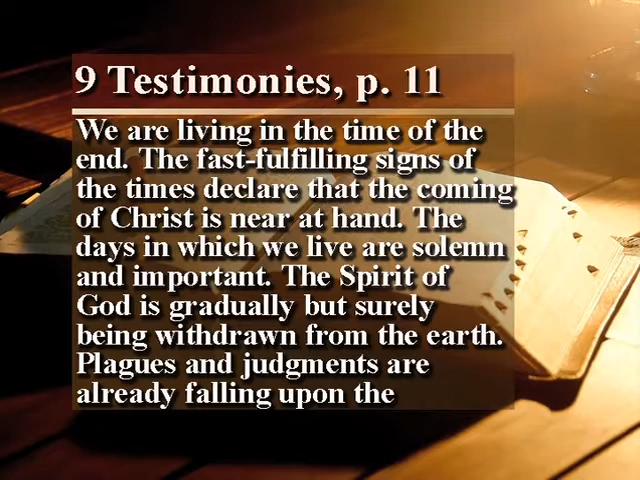 9 Testimonies, p. 11
We are living in the time of the
end. The fast-fulfilling signs of
the times declare that the coming
of Christ is near at hand. The
days in which we live are solemn
and important. The Spirit of
God is gradually but surely
being withdrawn from the earth.
Plagues and judgments are
already falling upon the